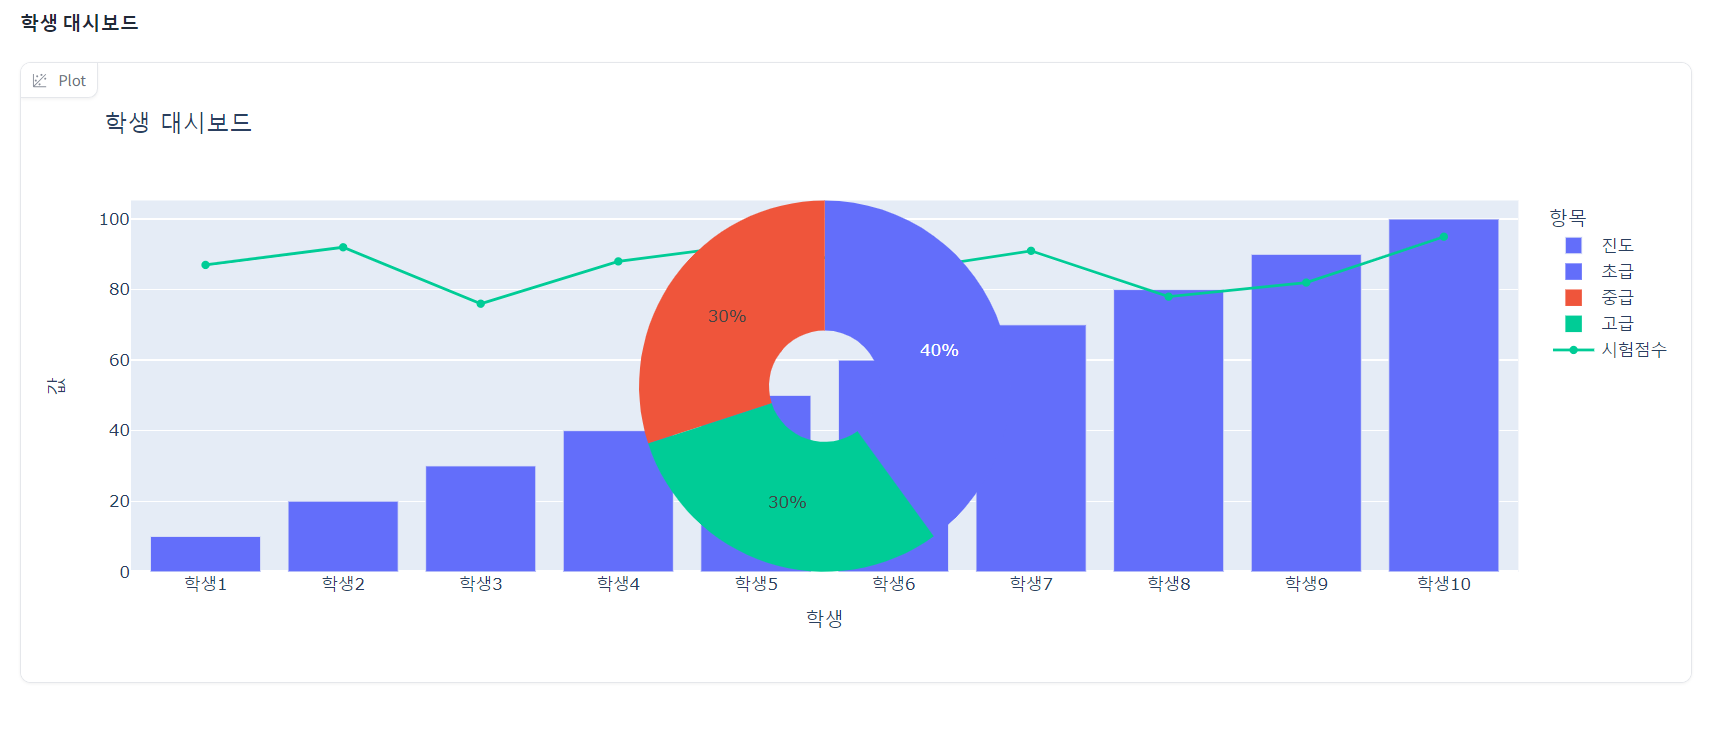 학생 대시보드
Plot
학생 대시보드
항목
진도
초급
중급
고급
시험점수
값
100
80
60
40
20
0
30%
40%
30%
학생1 학생2 학생3 학생4 학생5 학생6 학생7 학생8 학생9 학생10
학생